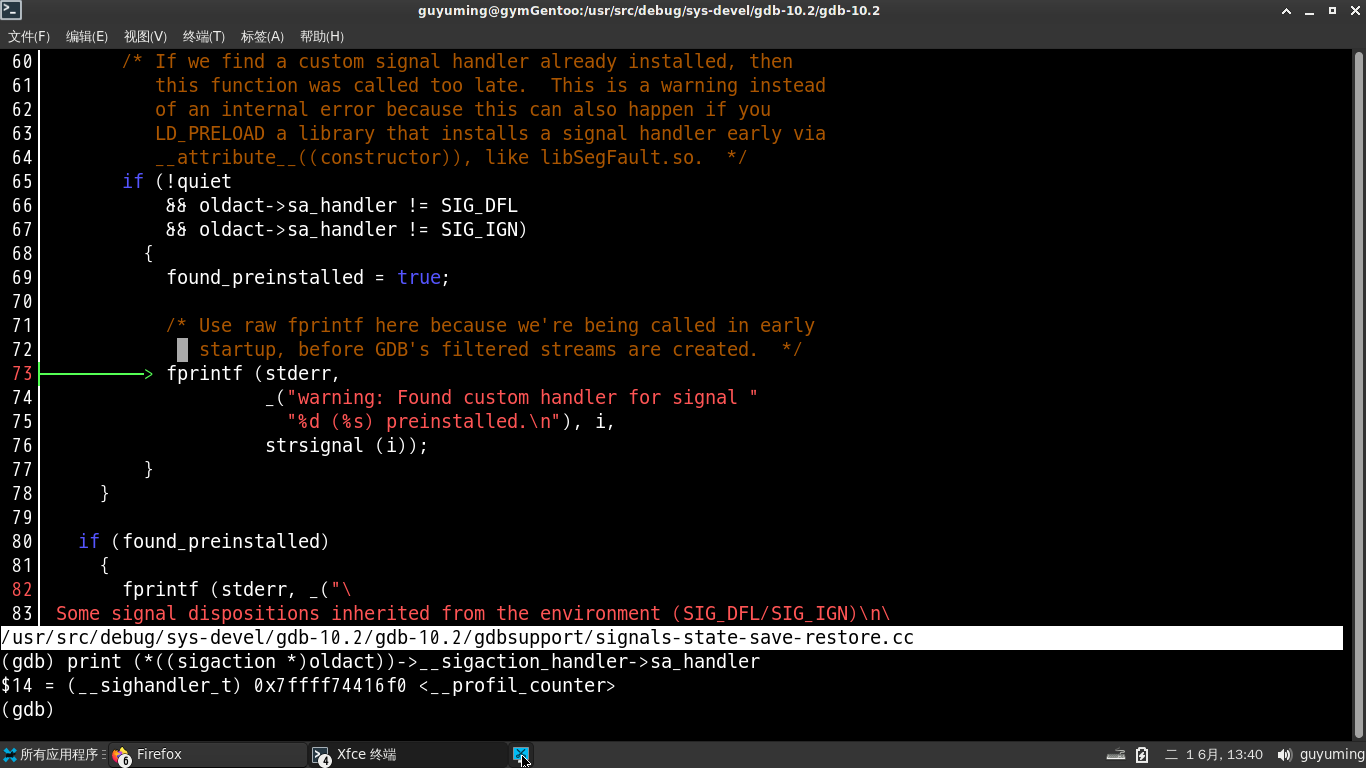 guyuming@gymGentoo:/usr/src/debug/sys-devel/gdb-10.2/gdb-10.2
文件(F) 编辑(E) 视图(V) 终端(T) 标签(A) 帮助(H)
60 /* If we find a custom signal handler already installed, then
61 this function was called too late.  This is a warning instead
62 of an internal error because this can also happen if you
63 LD_PRELOAD a library that installs a signal handler early via
64 __attribute__((constructor)), like libSegFault.so.  */
65 if (!quiet
66 && oldact->sa_handler != SIG_DFL
67 && oldact->sa_handler != SIG_IGN)
68 {
69 found_preinstalled = true;
70
71 /* Use raw fprintf here because we're being called in early
72 startup, before GDB's filtered streams are created.  */
73 > fprintf (stderr,
74 _("warning: Found custom handler for signal "
75 "%d (%s) preinstalled.\n"), i,
76 strsignal (i));
77 }
78 }
79
80 if (found_preinstalled)
81 {
82 fprintf (stderr, _("\
83 Some signal dispositions inherited from the environment (SIG_DFL/SIG_IGN)\n\
/usr/src/debug/sys-devel/gdb-10.2/gdb-10.2/gdbsupport/signals-state-save-restore.cc
(gdb) print (*((sigaction *)oldact))->__sigaction_handler->sa_handler
$14 = (__sighandler_t) 0x7ffff74416f0 <__profil_counter>
(gdb)
所有应用程序 6 Firefox 4 Xfce 终端 二 1 6月, 13:40 guyuming